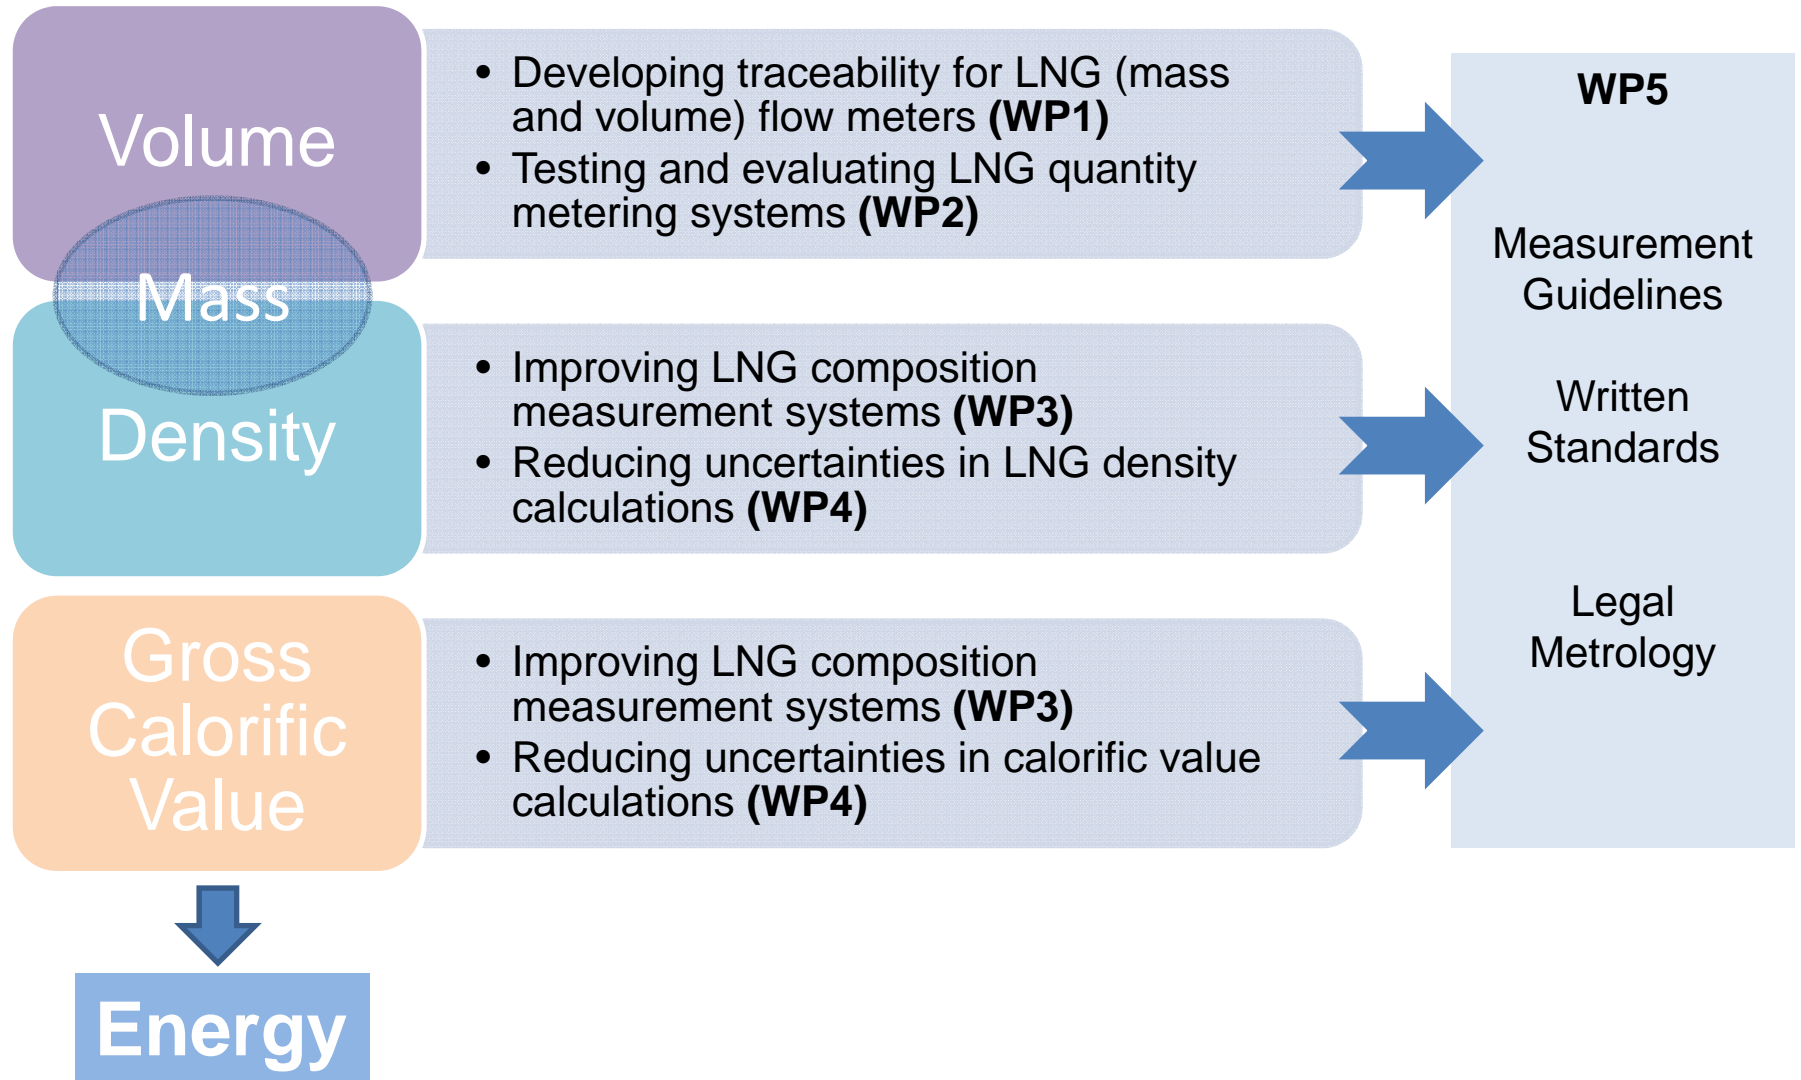 Volume
• Developing traceability for LNG (mass
and volume) flow meters (WP1)
• Testing and evaluating LNG quantity
metering systems (WP2)
Mass
Density
• Improving LNG composition
measurement systems (WP3)
• Reducing uncertainties in LNG density
calculations (WP4)
Gross
Calorific
Value
• Improving LNG composition
measurement systems (WP3)
• Reducing uncertainties in calorific value
calculations (WP4)
WP5
Measurement
Guidelines
Written
Standards
Legal
Metrology
Energy